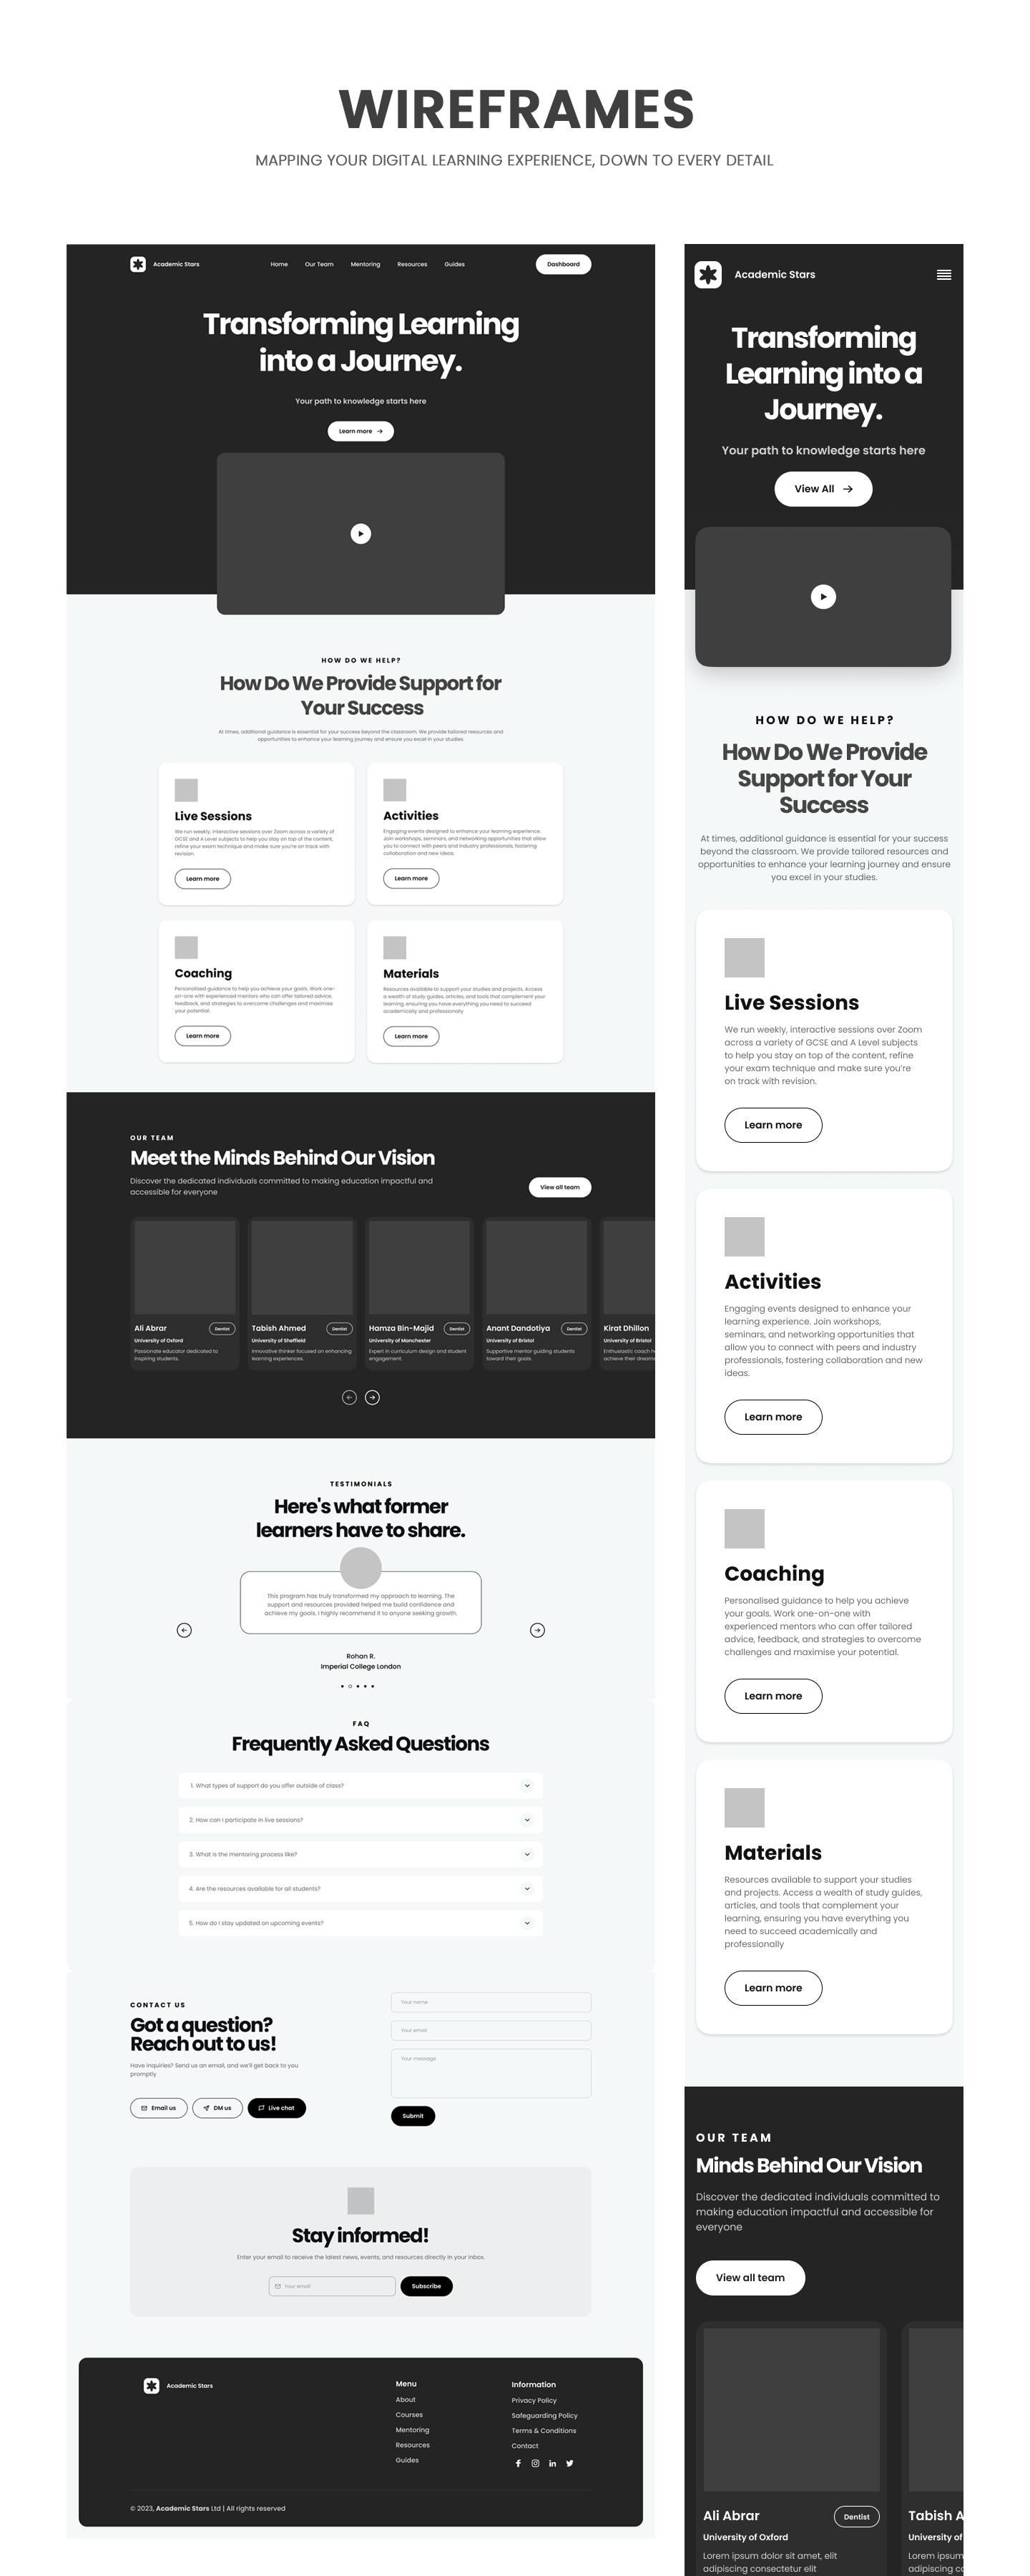 WIREFRAMES
MAPPING YOUR DIGITAL LEARNING EXPERIENCE, DOWN TO EVERY DETAIL
Academic Stars
Home
Our Team
Mentoring
Resources
Guides
Dashboard
Transforming Learning
into a Journey.
Your path to knowledge starts here
Learn more
HOW DO WE HELP?
How Do We Provide Support for
Your Success
At times, additional guidance is essential for your success beyond the classroom. We provide tailored resources and
opportunities to enhance your learning journey and ensure you excel in your studies.
Live Sessions
We run weekly, interactive sessions over Zoom across a variety of
GCSE and A Level subjects to help you stay on top of the content,
refine your exam technique and make sure you're on track with
revision.
Learn more
Activities
Engaging events designed to enhance your learning experience.
Join workshops, seminars, and networking opportunities that allow
you to connect with peers and industry professionals, fostering
collaboration and new ideas.
Learn more
Coaching
Personalised guidance to help you achieve your goals. Work one-
on-one with experienced mentors who can offer tailored advice,
feedback, and strategies to overcome challenges and maximise
your potential.
Learn more
Materials
Resources available to support your studies and projects. Access
a wealth of study guides, articles, and tools that complement your
learning, ensuring you have everything you need to succeed
academically and professionally
Learn more
OUR TEAM
Meet the Minds Behind Our Vision
Discover the dedicated individuals committed to making education impactful and
accessible for everyone
View all team
Ali Abrar
Dentist
University of Oxford
Passionate educator dedicated to
inspiring students.
Tabish Ahmed
Dentist
University of Sheffield
Innovative thinker focused on enhancing
learning experiences.
Hamza Bin-Majid
Dentist
University of Manchester
Expert in curriculum design and student
engagement.
Anant Dandotiya
Dentist
University of Bristol
Supportive mentor guiding students
toward their goals.
Kirat Dhillon
University of Bristol
Enthusiastic coach h
achieve their dreams
TESTIMONIALS
Here's what former
learners have to share.
This program has truly transformed my approach to learning. The
support and resources provided helped me build confidence and
achieve my goals. I highly recommend it to anyone seeking growth.
Rohan R.
Imperial College London
FAQ
Frequently Asked Questions
1. What types of support do you offer outside of class?
2. How can I participate in live sessions?
3. What is the mentoring process like?
4. Are the resources available for all students?
5. How do I stay updated on upcoming events?
CONTACT US
Got a question?
Reach out to us!
Have inquiries? Send us an email, and we'll get back to you
promptly
Email us
DM us
Live chat
Your name
Your email
Your message
Submit
Stay informed!
Enter your email to receive the latest news, events, and resources directly in your inbox.
Your email
Subscribe
Academic Stars
Menu
About
Courses
Mentoring
Resources
Guides
Information
Privacy Policy
Safeguarding Policy
Terms & Conditions
Contact
© 2023, Academic Stars Ltd | All rights reserved
Academic Stars
Transforming
Learning into a
Journey.
Your path to knowledge starts here
View All
HOW DO WE HELP?
How Do We Provide
Support for Your
Success
At times, additional guidance is essential for your success
beyond the classroom. We provide tailored resources and
opportunities to enhance your learning journey and ensure
you excel in your studies.
Live Sessions
We run weekly, interactive sessions over Zoom
across a variety of GCSE and A Level subjects
to help you stay on top of the content, refine
your exam technique and make sure you're
on track with revision.
Learn more
Activities
Engaging events designed to enhance your
learning experience. Join workshops,
seminars, and networking opportunities that
allow you to connect with peers and industry
professionals, fostering collaboration and new
ideas.
Learn more
Coaching
Personalised guidance to help you achieve
your goals. Work one-on-one with
experienced mentors who can offer tailored
advice, feedback, and strategies to overcome
challenges and maximise your potential.
Learn more
Materials
Resources available to support your studies
and projects. Access a wealth of study guides,
articles, and tools that complement your
learning, ensuring you have everything you
need to succeed academically and
professionally
Learn more
OUR TEAM
Minds Behind Our Vision
Discover the dedicated individuals committed to
making education impactful and accessible for
everyone
View all team
Ali Abrar
Dentist
University of Oxford
Lorem ipsum dolor sit amet, elit
adipiscing consectetur elit
Tabish A
University of
Lorem ipsum
adipiscing co